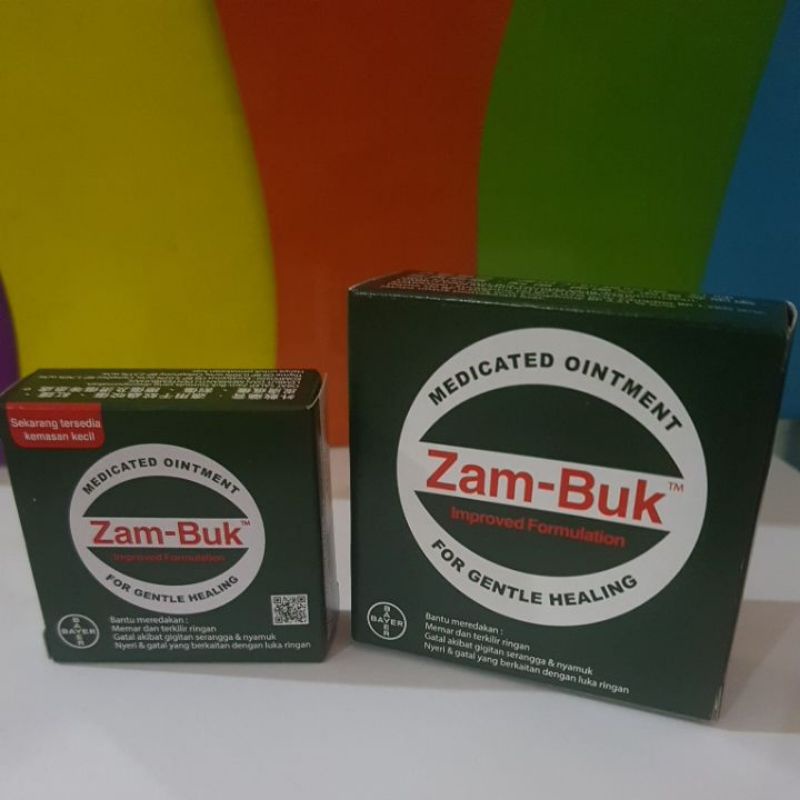 Sekarang tersedia
kemasan kecil
MEDICATED OINTMENT
Zam-Buk™
Improved Formulation
FOR GENTLE HEALING
BAYER
BAYER
Bantu meredakan :
Memar dan terkilir ringan
Gatal akibat gigitan serangga & nyamuk
Nyeri & gatal yang berkaitan dengan luka ringan
MEDICATED OINTMENT
Zam-Buk™
Improved Formulation
FOR GENTLE HEALING
BAYER
BAYER
Bantu meredakan :
Memar dan terkilir ringan
Gatal akibat gigitan serangga & nyamuk
Nyeri & gatal yang berkaitan dengan luka ringan